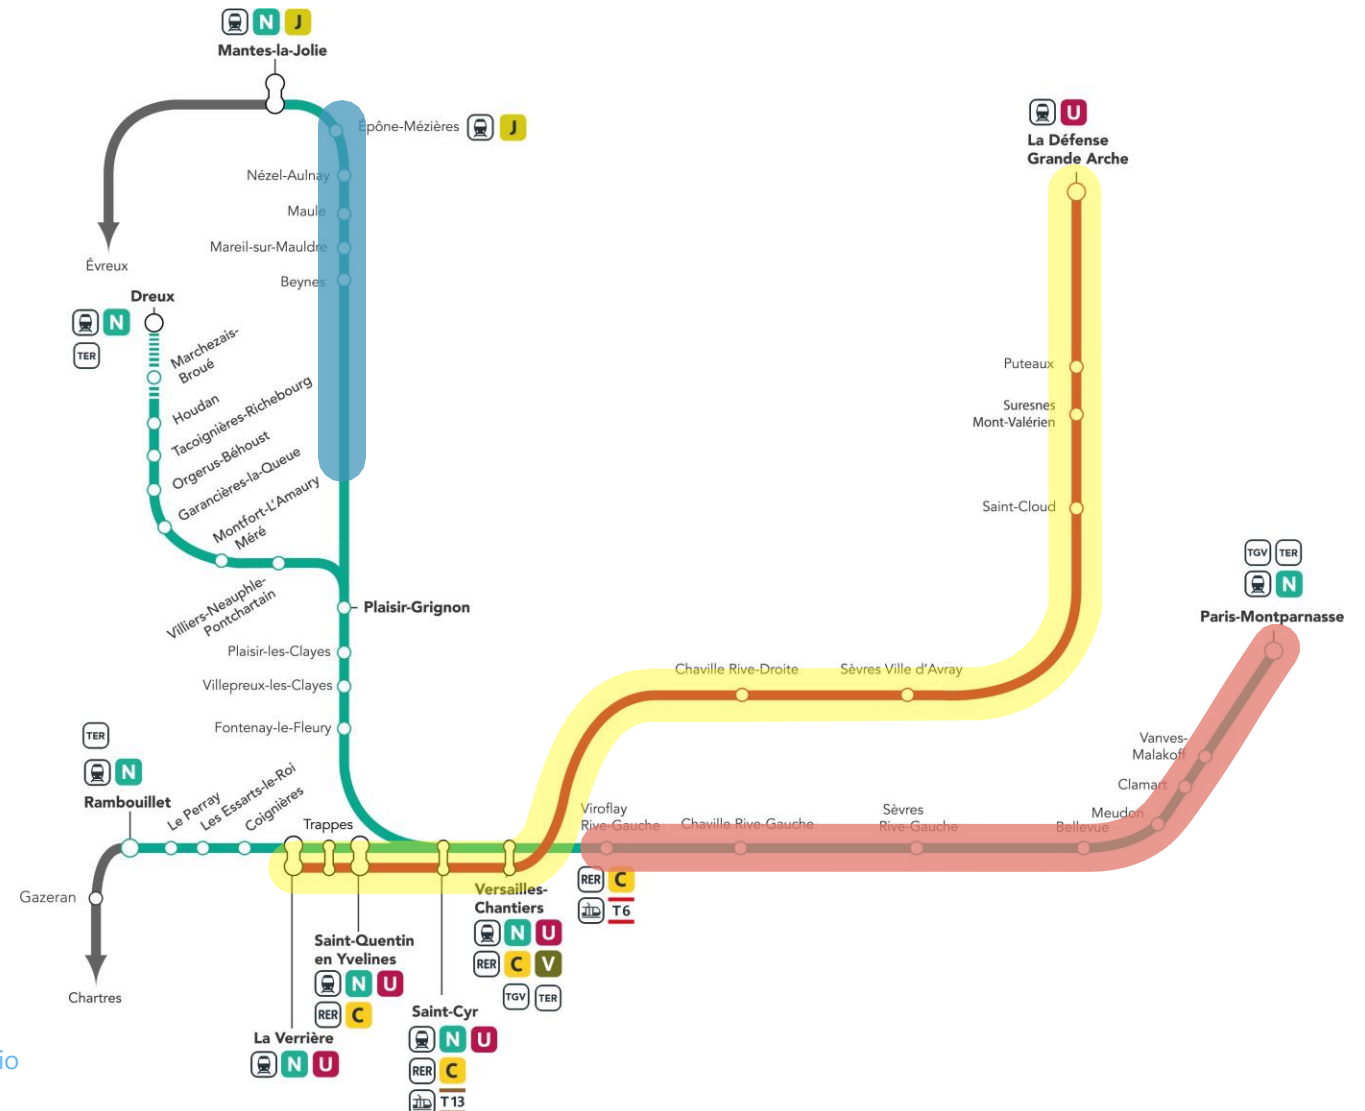 N J
Mantes-la-Jolie
Épône-Mézières J
Nézel-Aulnay
Maule
Mareil-sur-Mauldre
Beynes
Évreux
Dreux
N
TER
Marchezais-
Broué
Houdan
Tacoignières-Richebourg
Orgerus-Béhoust
Garancières-la-Queue
Montfort-L’Amaury
Méré
Villiers-Neauphle-
Pontchartain
Plaisir-Grignon
Plaisir-les-Clayes
Villepreux-les-Clayes
Fontenay-le-Fleury
U
La Défense
Grande Arche
Puteaux
Suresnes
Mont-Valérien
Saint-Cloud
Chaville Rive-Droite
Sèvres Ville d’Avray
TGV TER
N
Paris-Montparnasse
Vanves-
Malakoff
Clamart
Meudon
Bellevue
Sèvres
Rive-Gauche
Chaville Rive-Gauche
Viroflay
Rive-Gauche
RER C
T6
TER
N
Rambouillet
Le Perray
Les Essarts-le-Roi
Coignières
Trappes
Gazeran
Chartres
Versailles-
Chantiers
N U
RER C V
TGV TER
Saint-Quentin
en Yvelines
N U
RER C
Saint-Cyr
N U
RER C
T13
La Verrière
N U
io